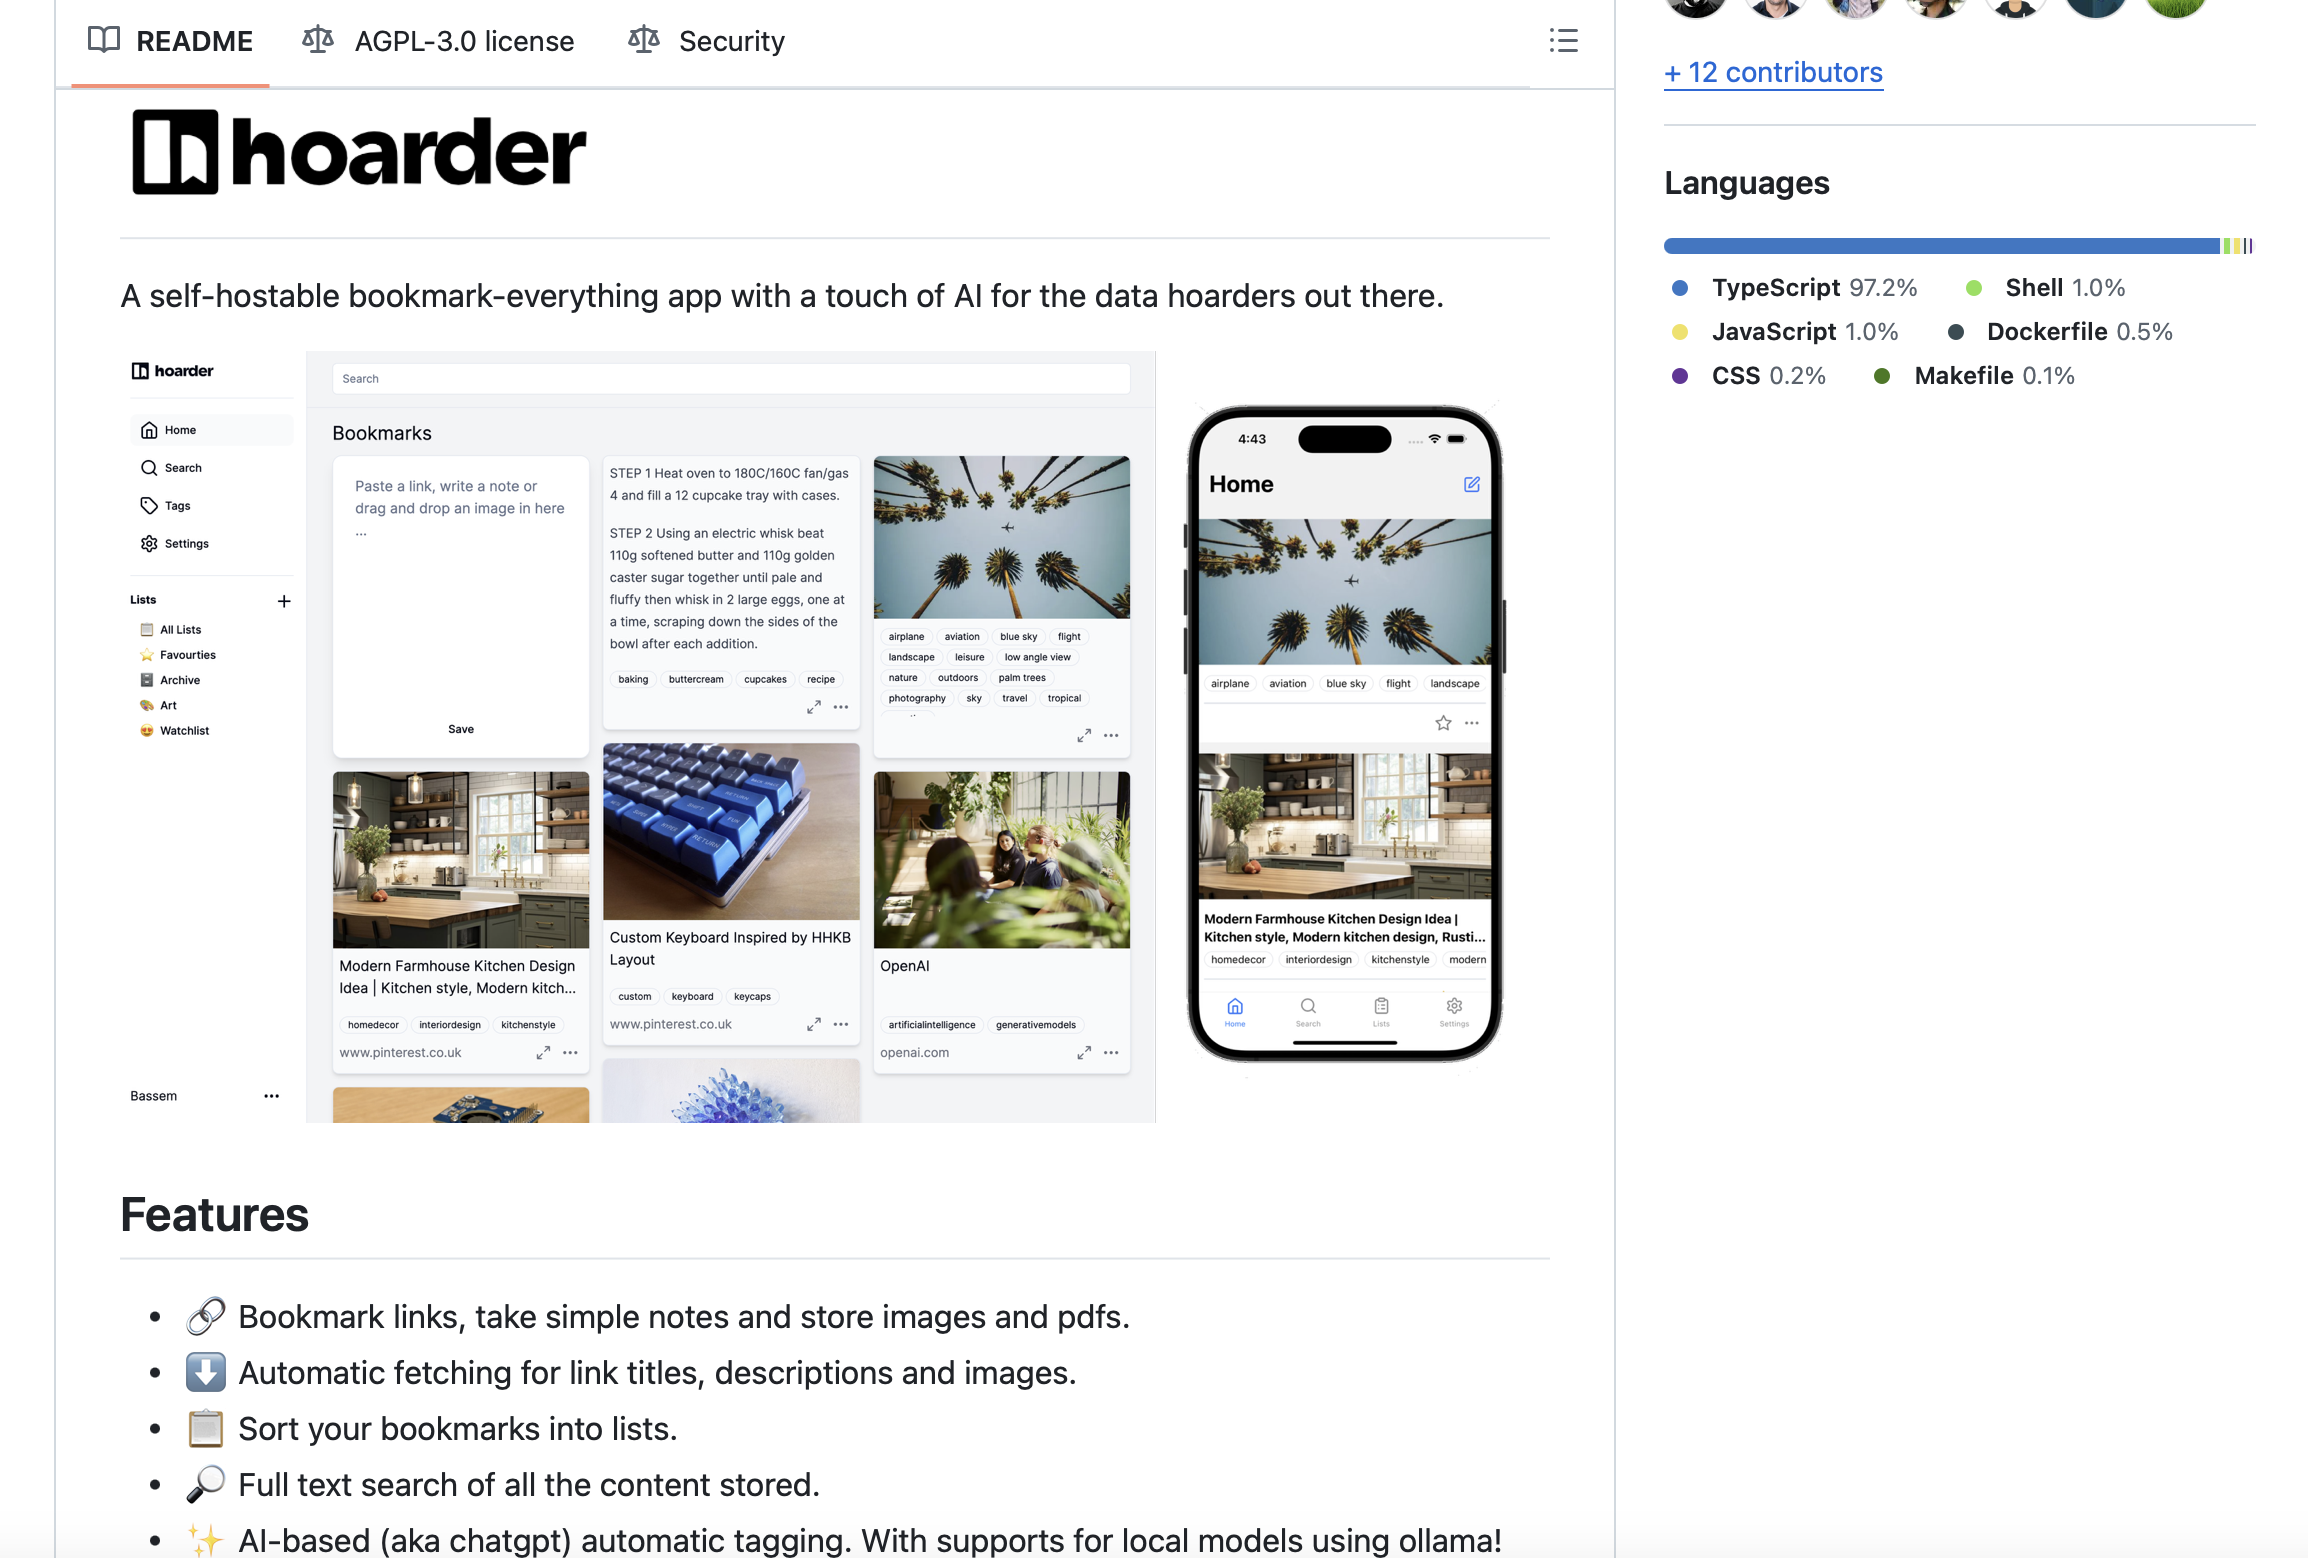 README
AGPL-3.0 license
Security
+ 12 contributors
Languages
TypeScript 97.2%
Shell 1.0%
JavaScript 1.0%
Dockerfile 0.5%
CSS 0.2%
Makefile 0.1%
hoarder
A self-hostable bookmark-everything app with a touch of AI for the data hoarders out there.
hoarder
Home
Search
Tags
Settings
Lists
All Lists
Favourties
Archive
Art
Watchlist
Bassem
Search
Bookmarks
Paste a link, write a note or
drag and drop an image in here
...
Save
STEP 1 Heat oven to 180C/160C fan/gas
4 and fill a 12 cupcake tray with cases.
STEP 2 Using an electric whisk beat
110g softened butter and 110g golden
caster sugar together until pale and
fluffy then whisk in 2 large eggs, one at
a time, scraping down the sides of the
bowl after each addition.
baking buttercream cupcakes recipe
airplane aviation blue sky flight
landscape leisure low angle view
nature outdoors palm trees
photography sky travel tropical
Modern Farmhouse Kitchen Design
Idea | Kitchen style, Modern kitch...
homedecor interiordesign kitchenstyle
www.pinterest.co.uk
RETURN
Custom Keyboard Inspired by HHKB
Layout
custom keyboard keycaps
www.pinterest.co.uk
OpenAI
artificialintelligence generativemodels
openai.com
4:43
Home
airplane aviation blue sky flight landscape
Modern Farmhouse Kitchen Design Idea |
Kitchen style, Modern kitchen design, Rusti...
homedecor interiordesign kitchenstyle modern
Home Search Lists Settings
Features
Bookmark links, take simple notes and store images and pdfs.
Automatic fetching for link titles, descriptions and images.
Sort your bookmarks into lists.
Full text search of all the content stored.
AI-based (aka chatgpt) automatic tagging. With supports for local models using ollama!